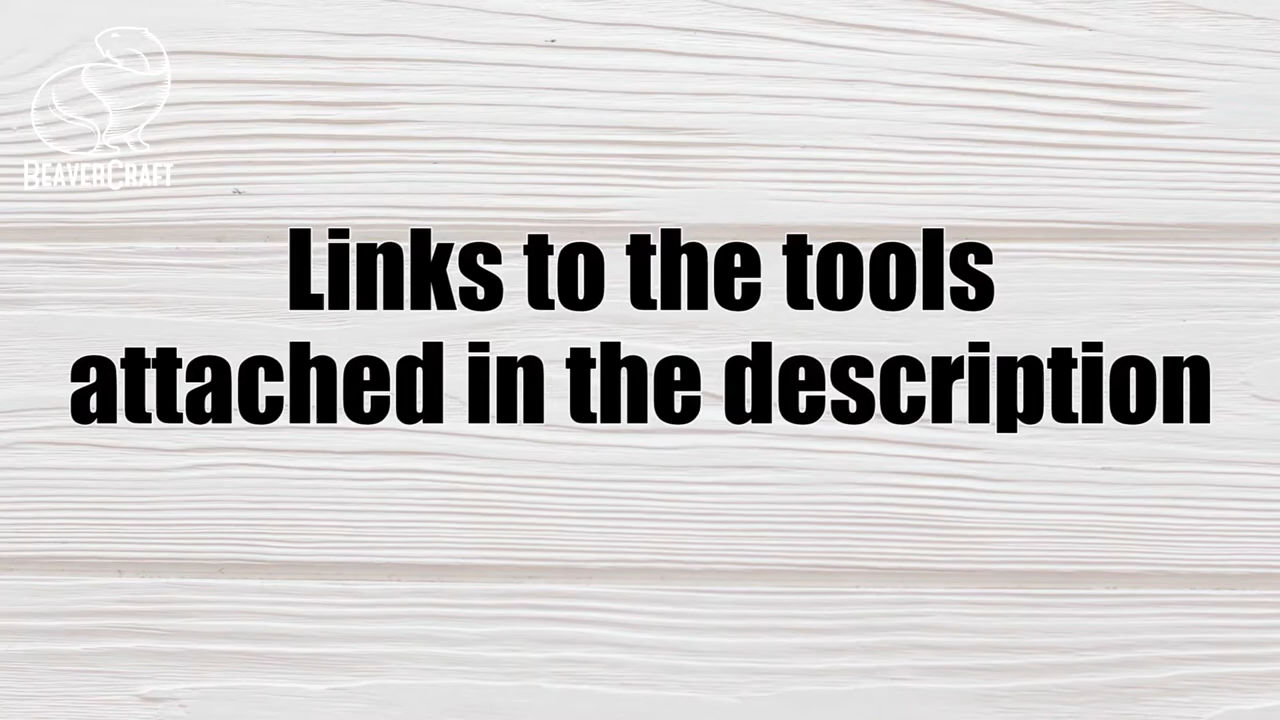 BEAVERCRAFT
Links to the tools
attached in the description